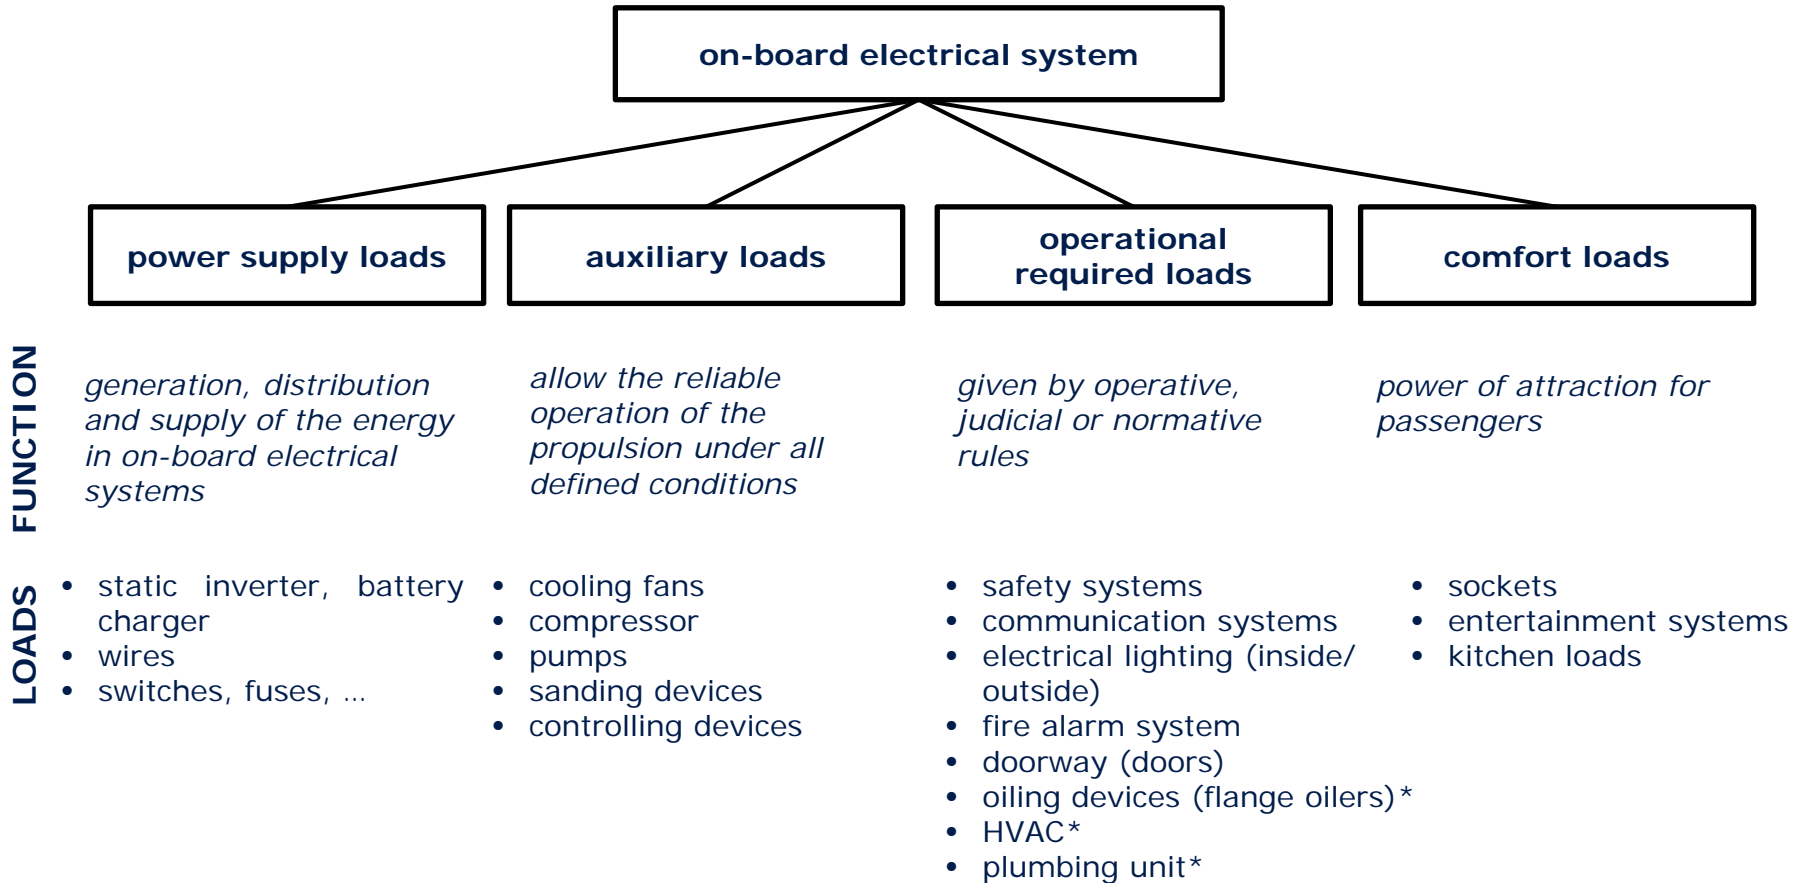 on-board electrical system
power supply loads
auxiliary loads
operational
required loads
comfort loads
FUNCTION
generation, distribution
and supply of the energy
in on-board electrical
systems
allow the reliable
operation of the
propulsion under all
defined conditions
given by operative,
judicial or normative
rules
power of attraction for
passengers
LOADS
• static inverter, battery
charger
• wires
• switches, fuses, ...
• cooling fans
• compressor
• pumps
• sanding devices
• controlling devices
• safety systems
• communication systems
• electrical lighting (inside/
outside)
• fire alarm system
• doorway (doors)
• oiling devices (flange oilers)*
• HVAC*
• plumbing unit*
• sockets
• entertainment systems
• kitchen loads